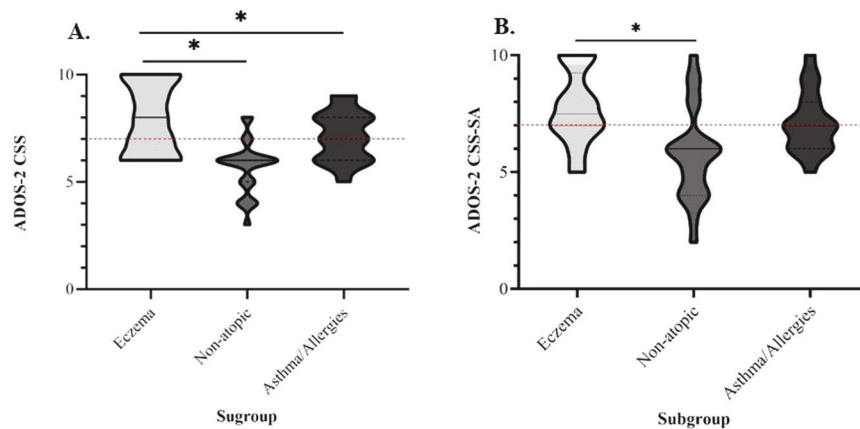 A.
*
*
ADOS-2 CSS
10
5
0
Eczema
Non-atopic
Asthma/Allergies
Sugroup
B.
*
ADOS-2 CSS-SA
10
5
0
Eczema
Non-atopic
Asthma/Allergies
Subgroup